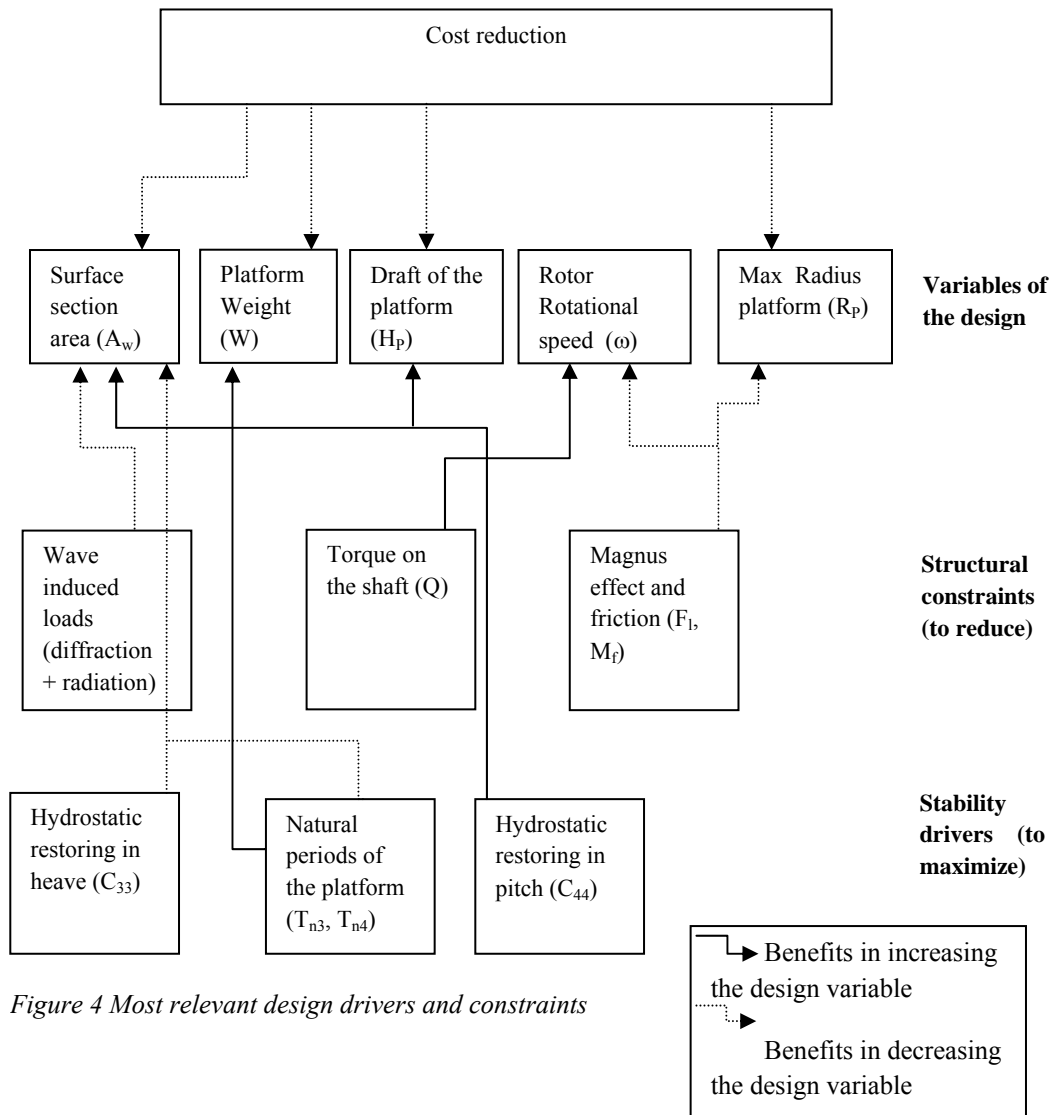 Cost reduction
Surface
section
area (Aw)
Platform
Weight
(W)
Draft of the
platform
(HP)
Rotor
Rotational
speed (ω)
Max Radius
platform (RP)
Variables of
the design
Wave
induced
loads
(diffraction
+ radiation)
Torque on
the shaft (Q)
Magnus
effect and
friction (Fl,
Mf)
Structural
constraints
(to reduce)
Hydrostatic
restoring in
heave (C33)
Natural
periods of
the platform
(Tn3, Tn4)
Hydrostatic
restoring in
pitch (C44)
Stability
drivers (to
maximize)
Benefits in increasing
the design variable
Benefits in decreasing
the design variable
Figure 4 Most relevant design drivers and constraints